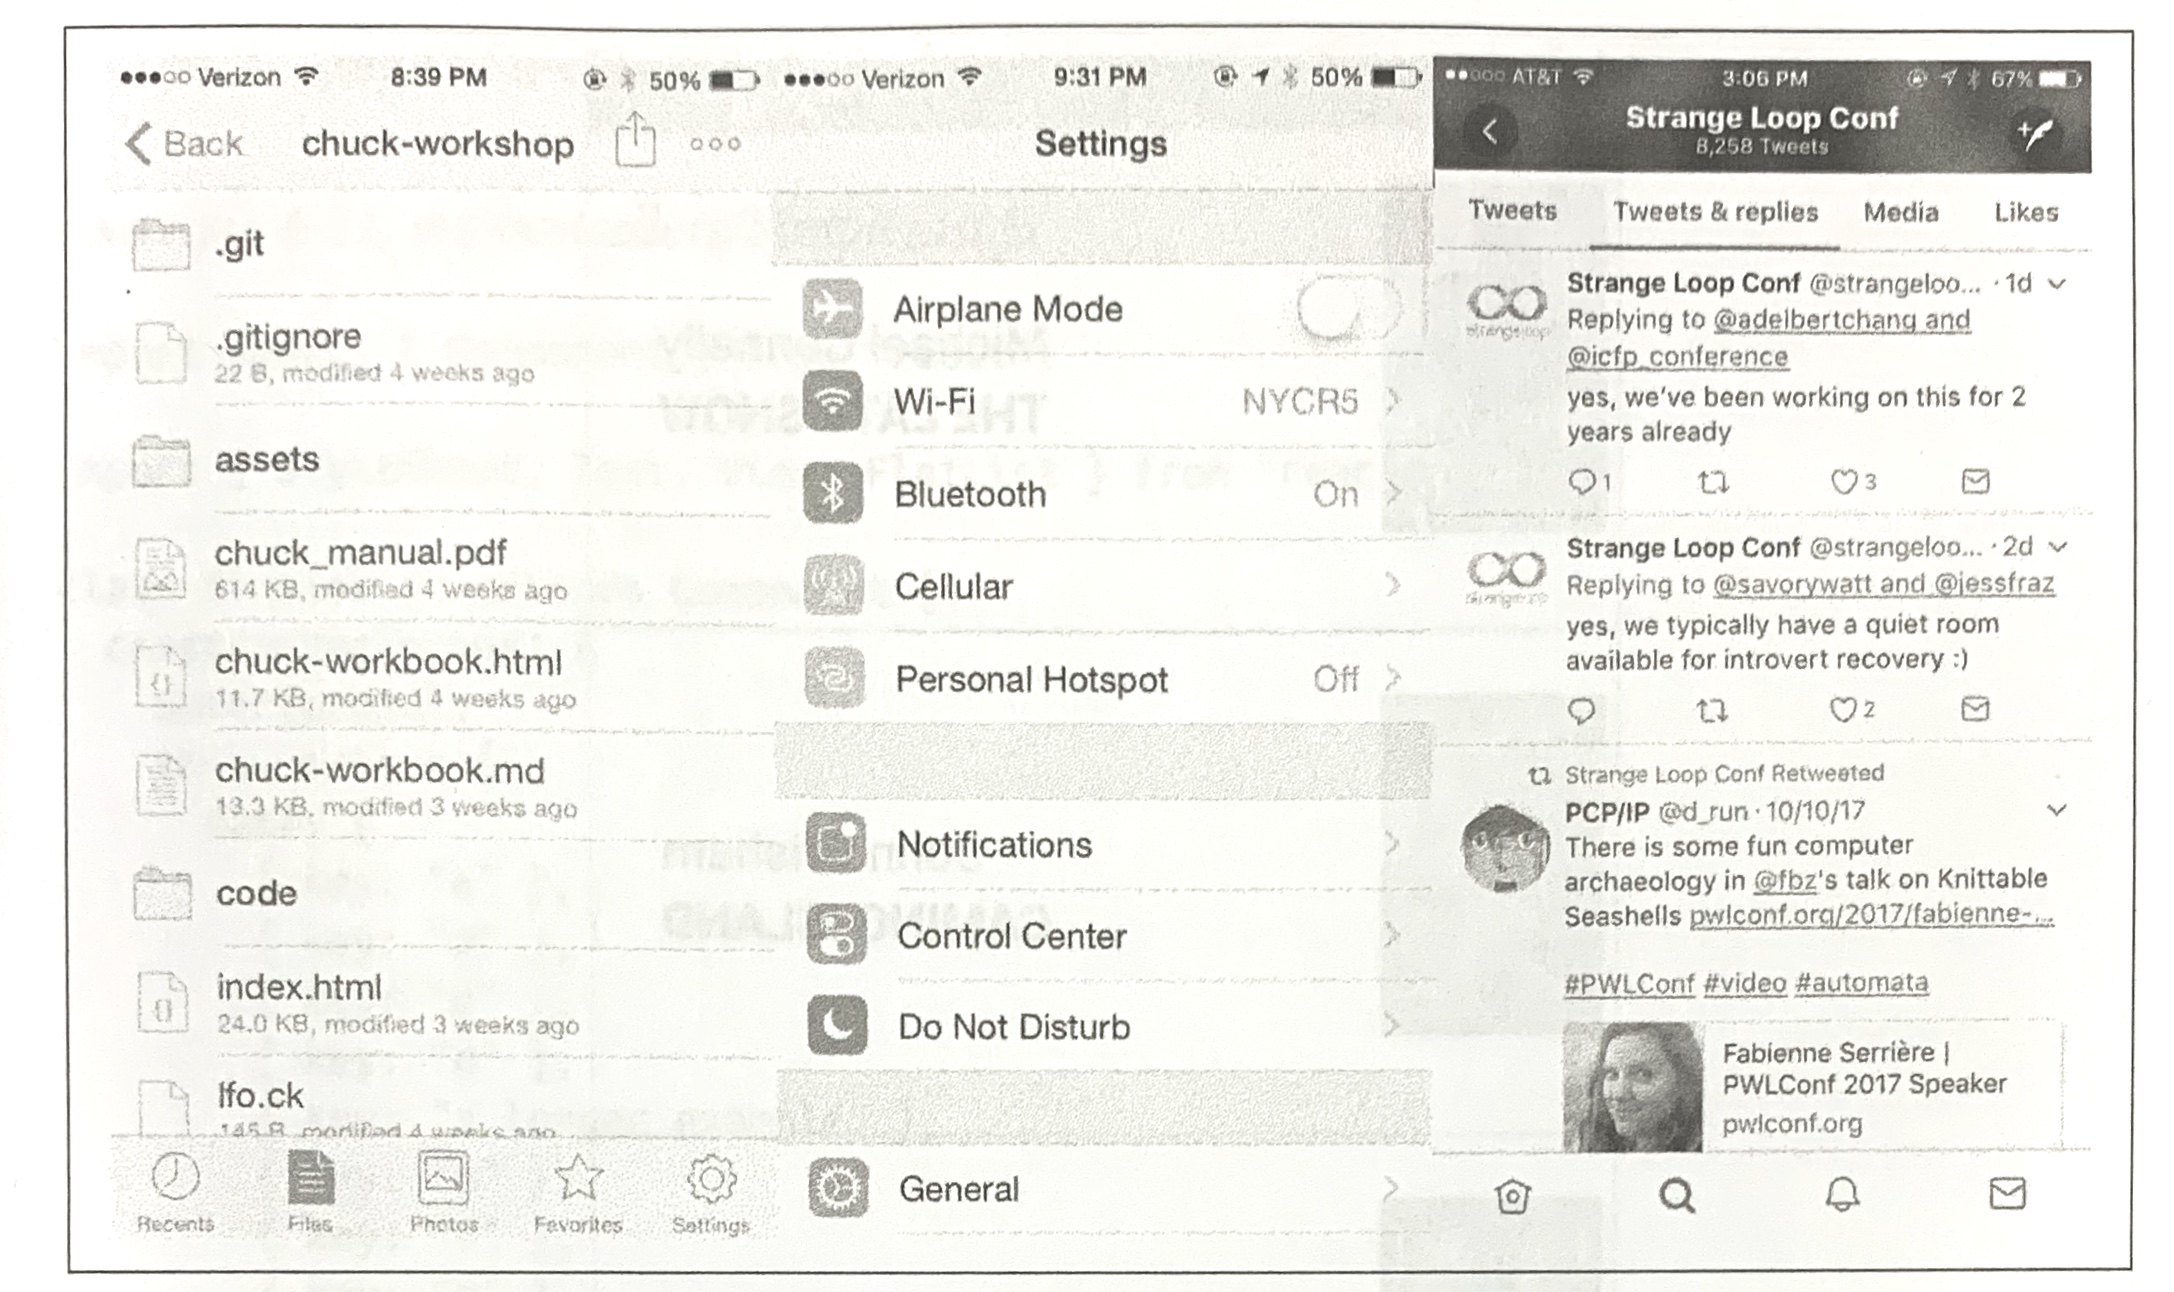 Verizon 8:39 PM 50%
Back chuck-workshop
.git
.gitignore
22 B, modified 4 weeks ago
assets
chuck_manual.pdf
614 KB, modified 4 weeks ago
chuck-workbook.html
11.7 KB, modified 4 weeks ago
chuck-workbook.md
13.3 KB, modified 3 weeks ago
code
index.html
24.0 KB, modified 3 weeks ago
lfo.ck
145 B, modified 4 weeks ago
Recents Files Photos Favorites Settings
Verizon 9:31 PM 50%
Settings
Airplane Mode
Wi-Fi NYCR5
Bluetooth On
Cellular
Personal Hotspot Off
Notifications
Control Center
Do Not Disturb
General
AT&T 3:06 PM 67%
Strange Loop Conf
8,258 Tweets
Tweets Tweets & replies Media Likes
strange loop
Strange Loop Conf @strangeloo... · 1d
Replying to @adelbertchang and
@icfp_conference
yes, we've been working on this for 2
years already
1 3
Strange Loop Conf @strangeloo... · 2d
Replying to @savorywatt and @jessfraz
yes, we typically have a quiet room
available for introvert recovery :)
2
Strange Loop Conf Retweeted
PCP/IP @d_run · 10/10/17
There is some fun computer
archaeology in @fbz's talk on Knittable
Seashells pwlconf.org/2017/fabienne-...
#PWLConf #video #automata
Fabienne Serrière |
PWLConf 2017 Speaker
pwlconf.org